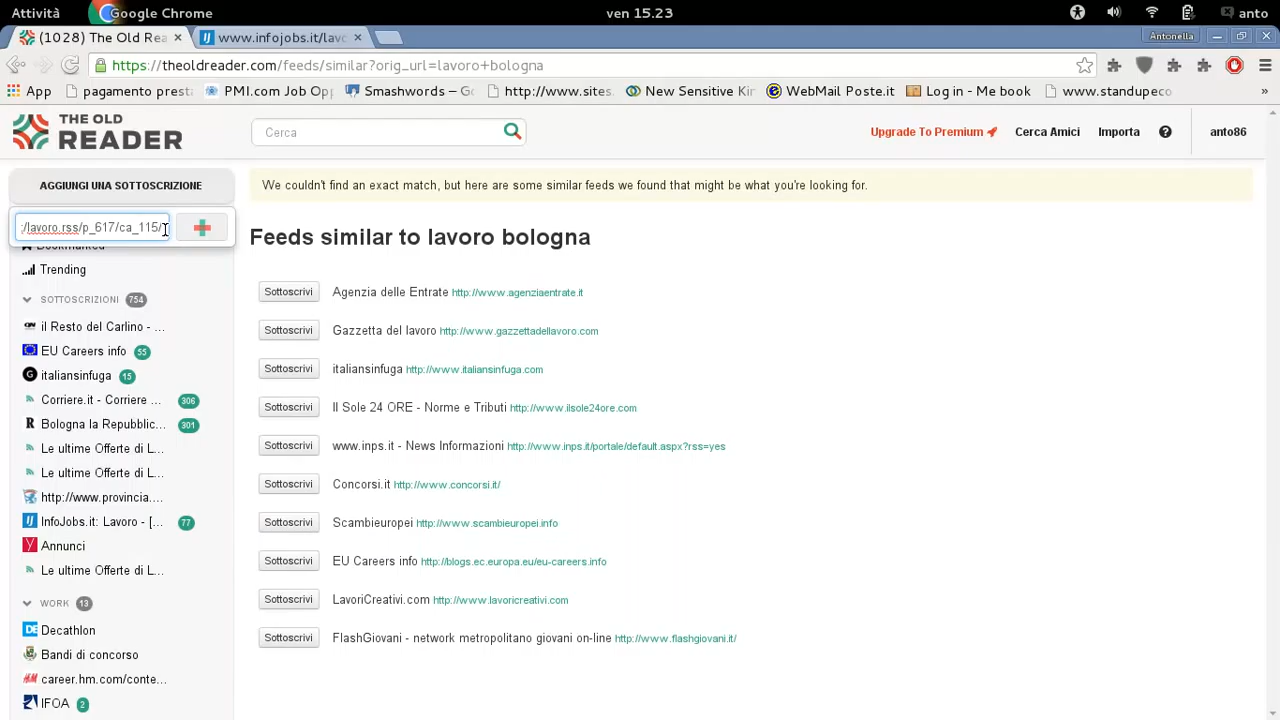 Attività Google Chrome ven 15.23 anto
(1028) The Old Rea www.infojobs.it/lavc Antonella
https://theoldreader.com/feeds/similar?orig_url=lavoro+bologna
App pagamento prest PMI.com Job Opp Smashwords – G http://www.sites. New Sensitive Kin WebMail Poste.it Log in - Me book www.standupeco »
THE OLD READER
Cerca
Upgrade To Premium Cerca Amici Importa ? anto86
AGGIUNGI UNA SOTTOSCRIZIONE
We couldn't find an exact match, but here are some similar feeds we found that might be what you're looking for.
:/lavoro.rss/p_617/ca_115/
Bookmarked
Feeds similar to lavoro bologna
Trending
SOTTOSCRIZIONI 754
il Resto del Carlino - ...
EU Careers info 55
italiansinfuga 15
Corriere.it - Corriere ... 306
Bologna la Repubblic... 301
Le ultime Offerte di L...
Le ultime Offerte di L...
http://www.provincia....
InfoJobs.it: Lavoro - [... 77
Annunci
Le ultime Offerte di L...
WORK 13
Decathlon
Bandi di concorso
career.hm.com/conte...
IFOA 2
Sottoscrivi Agenzia delle Entrate http://www.agenziaentrate.it
Sottoscrivi Gazzetta del lavoro http://www.gazzettadellavoro.com
Sottoscrivi italiansinfuga http://www.italiansinfuga.com
Sottoscrivi Il Sole 24 ORE - Norme e Tributi http://www.ilsole24ore.com
Sottoscrivi www.inps.it - News Informazioni http://www.inps.it/portale/default.aspx?rss=yes
Sottoscrivi Concorsi.it http://www.concorsi.it/
Sottoscrivi Scambieuropei http://www.scambieuropei.info
Sottoscrivi EU Careers info http://blogs.ec.europa.eu/eu-careers.info
Sottoscrivi LavoriCreativi.com http://www.lavoricreativi.com
Sottoscrivi FlashGiovani - network metropolitano giovani on-line http://www.flashgiovani.it/